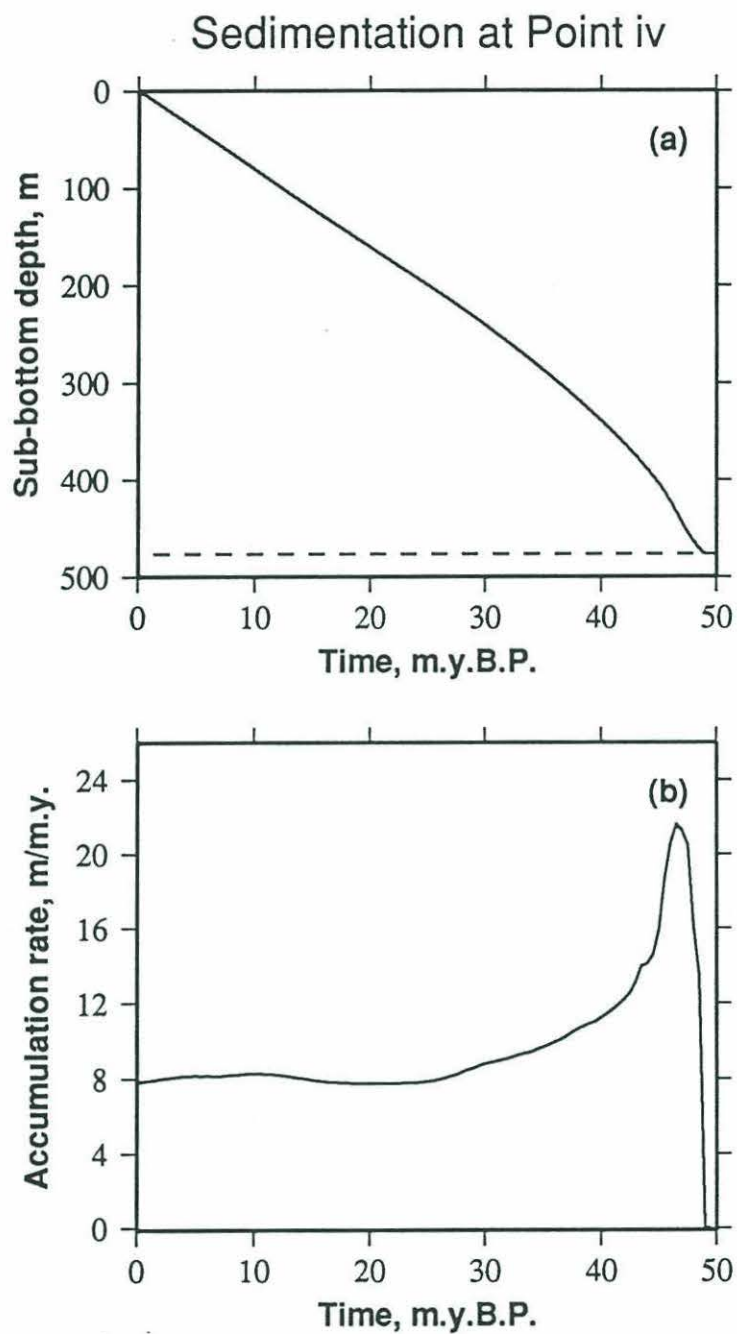 Sedimentation at Point iv
(a)
Sub-bottom depth, m
0
100
200
300
400
500
0 10 20 30 40 50
Time, m.y.B.P.
(b)
Accumulation rate, m/m.y.
24
20
16
12
8
4
0
0 10 20 30 40 50
Time, m.y.B.P.